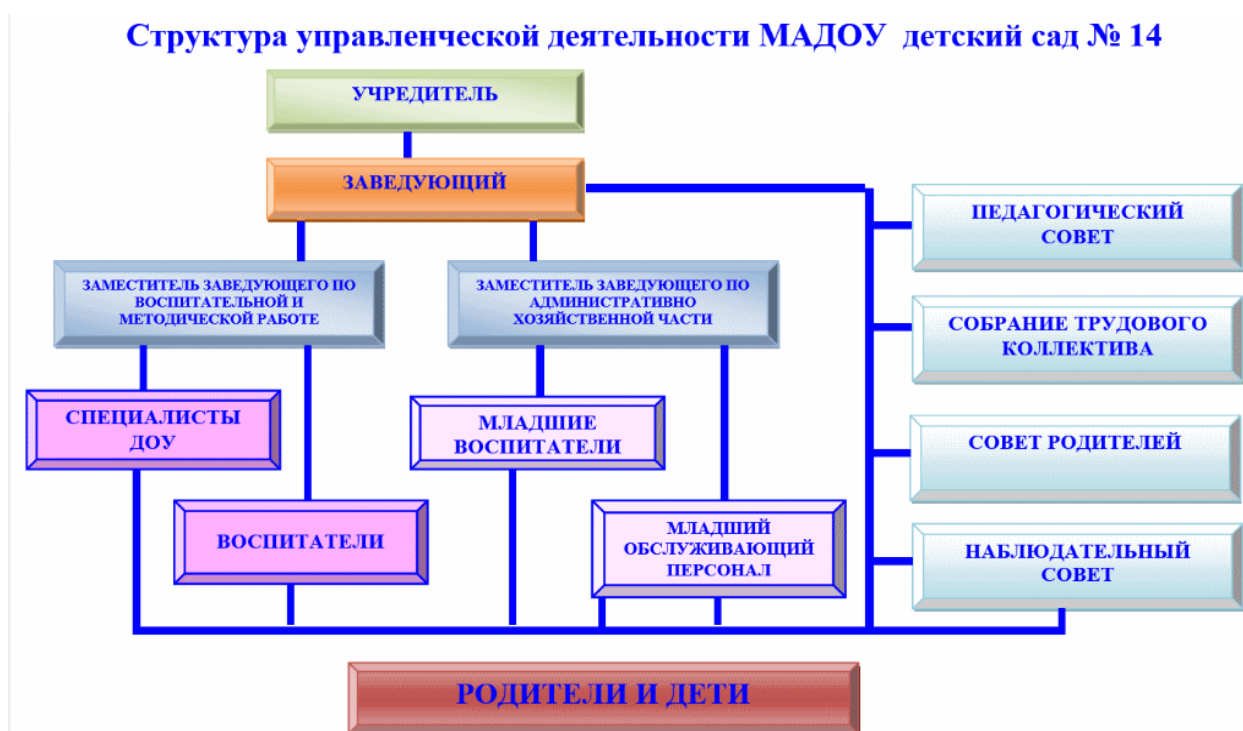 Структура управленческой деятельности МАДОУ детский сад № 14
УЧРЕДИТЕЛЬ
ЗАВЕДУЮЩИЙ
ПЕДАГОГИЧЕСКИЙ
СОВЕТ
ЗАМЕСТИТЕЛЬ ЗАВЕДУЮЩЕГО ПО
ВОСПИТАТЕЛЬНОЙ И
МЕТОДИЧЕСКОЙ РАБОТЕ
ЗАМЕСТИТЕЛЬ ЗАВЕДУЮЩЕГО ПО
АДМИНИСТРАТИВНО
ХОЗЯЙСТВЕННОЙ ЧАСТИ
СОБРАНИЕ ТРУДОВОГО
КОЛЛЕКТИВА
СПЕЦИАЛИСТЫ
ДОУ
МЛАДШИЕ
ВОСПИТАТЕЛИ
СОВЕТ РОДИТЕЛЕЙ
ВОСПИТАТЕЛИ
МЛАДШИЙ
ОБСЛУЖИВАЮЩИЙ
ПЕРСОНАЛ
НАБЛЮДАТЕЛЬНЫЙ
СОВЕТ
РОДИТЕЛИ И ДЕТИ